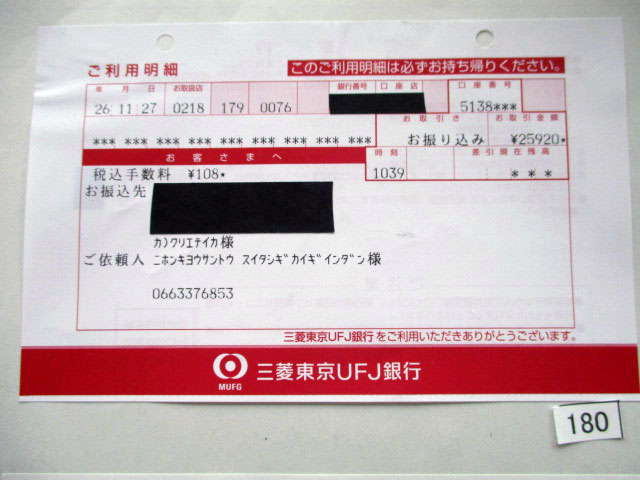 ご利用明細
このご利用明細は必ずお持ち帰りください。
年 月 日 お取扱店 銀行番号 口座店 口座番号
26 11 27 0218 179 0076 5138***
お取引き お取引金額
*** *** *** *** *** *** *** *** *** *** お振り込み ¥25920*
お客さまへ
時刻 差引現在残高
税込手数料 ¥108* 1039 * * *
お振込先
カ)クリエテイカ様
ご依頼人 ニホンキヨウサントウ スイタシギカイギインダン様
0663376853
三菱東京UFJ銀行をご利用いただきありがとうございます。
MUFG
三菱東京UFJ銀行
180